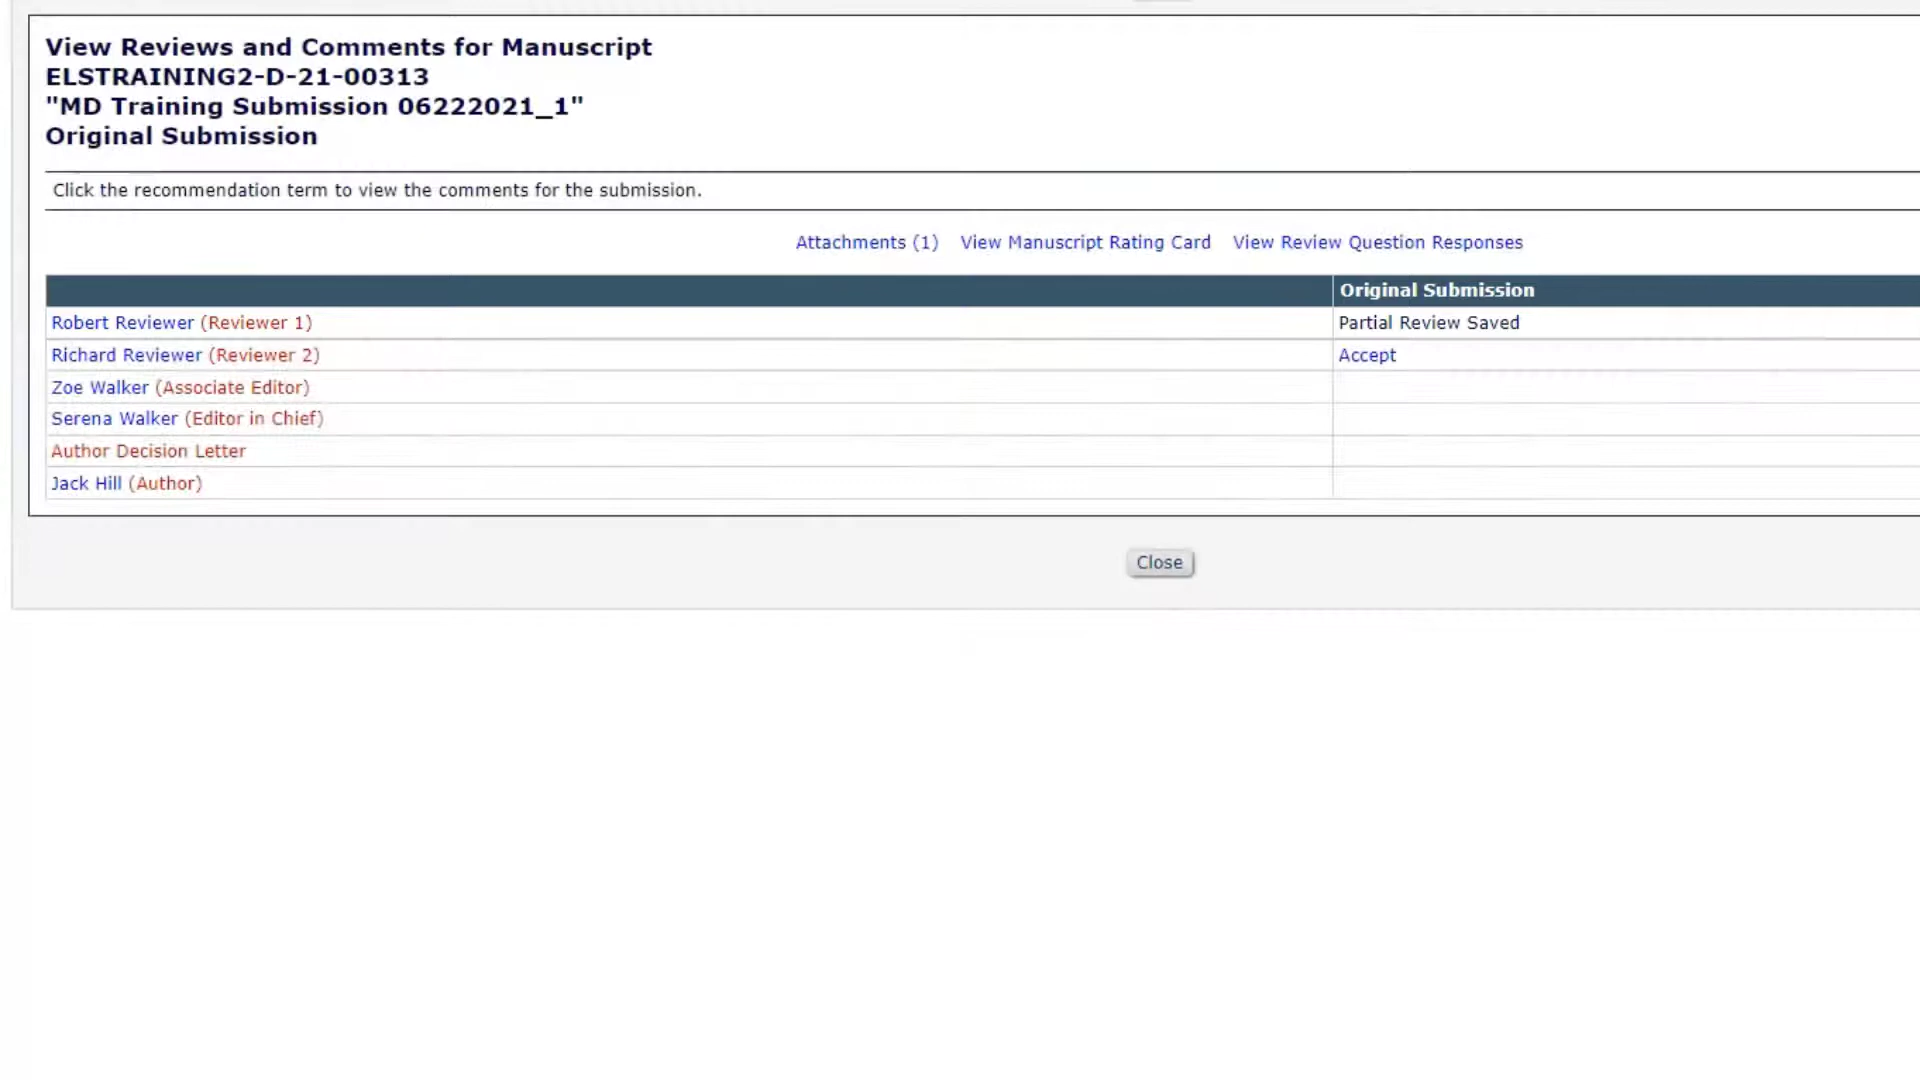 View Reviews and Comments for Manuscript
ELSTRAINING2-D-21-00313
"MD Training Submission 06222021_1"
Original Submission
Click the recommendation term to view the comments for the submission.
Attachments (1) View Manuscript Rating Card View Review Question Responses
Original Submission
Robert Reviewer (Reviewer 1) Partial Review Saved
Richard Reviewer (Reviewer 2) Accept
Zoe Walker (Associate Editor)
Serena Walker (Editor in Chief)
Author Decision Letter
Jack Hill (Author)
Close